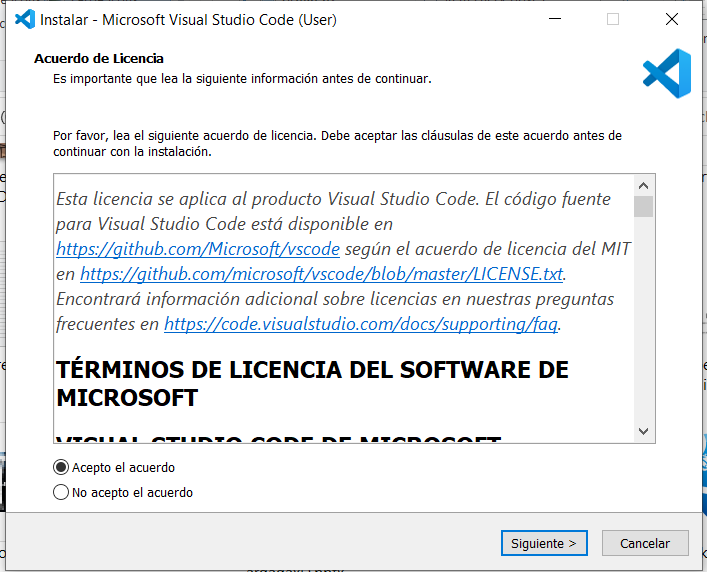 Instalar - Microsoft Visual Studio Code (User)
Acuerdo de Licencia
Es importante que lea la siguiente información antes de continuar.
Por favor, lea el siguiente acuerdo de licencia. Debe aceptar las cláusulas de este acuerdo antes de
continuar con la instalación.
Esta licencia se aplica al producto Visual Studio Code. El código fuente
para Visual Studio Code está disponible en
https://github.com/Microsoft/vscode según el acuerdo de licencia del MIT
en https://github.com/microsoft/vscode/blob/master/LICENSE.txt.
Encontrará información adicional sobre licencias en nuestras preguntas
frecuentes en https://code.visualstudio.com/docs/supporting/faq.
TÉRMINOS DE LICENCIA DEL SOFTWARE DE
MICROSOFT
VISUAL STUDIO CODE DE MICROSOFT
Acepto el acuerdo
No acepto el acuerdo
Siguiente >
Cancelar